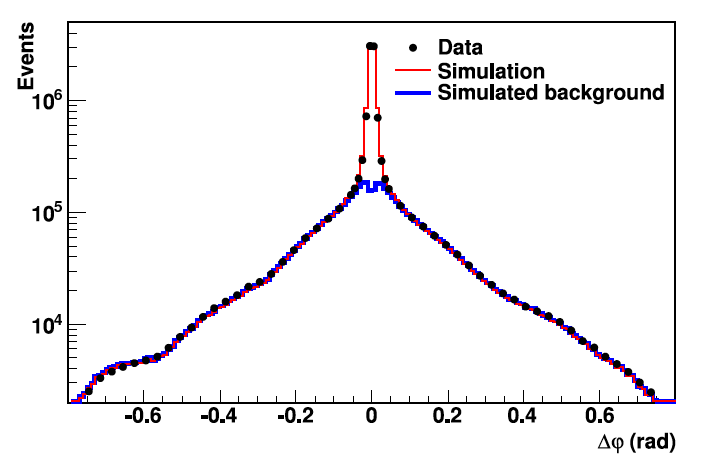 Events
Data
Simulation
Simulated background
10⁶
10⁵
10⁴
-0.6 -0.4 -0.2 0 0.2 0.4 0.6
Δφ (rad)